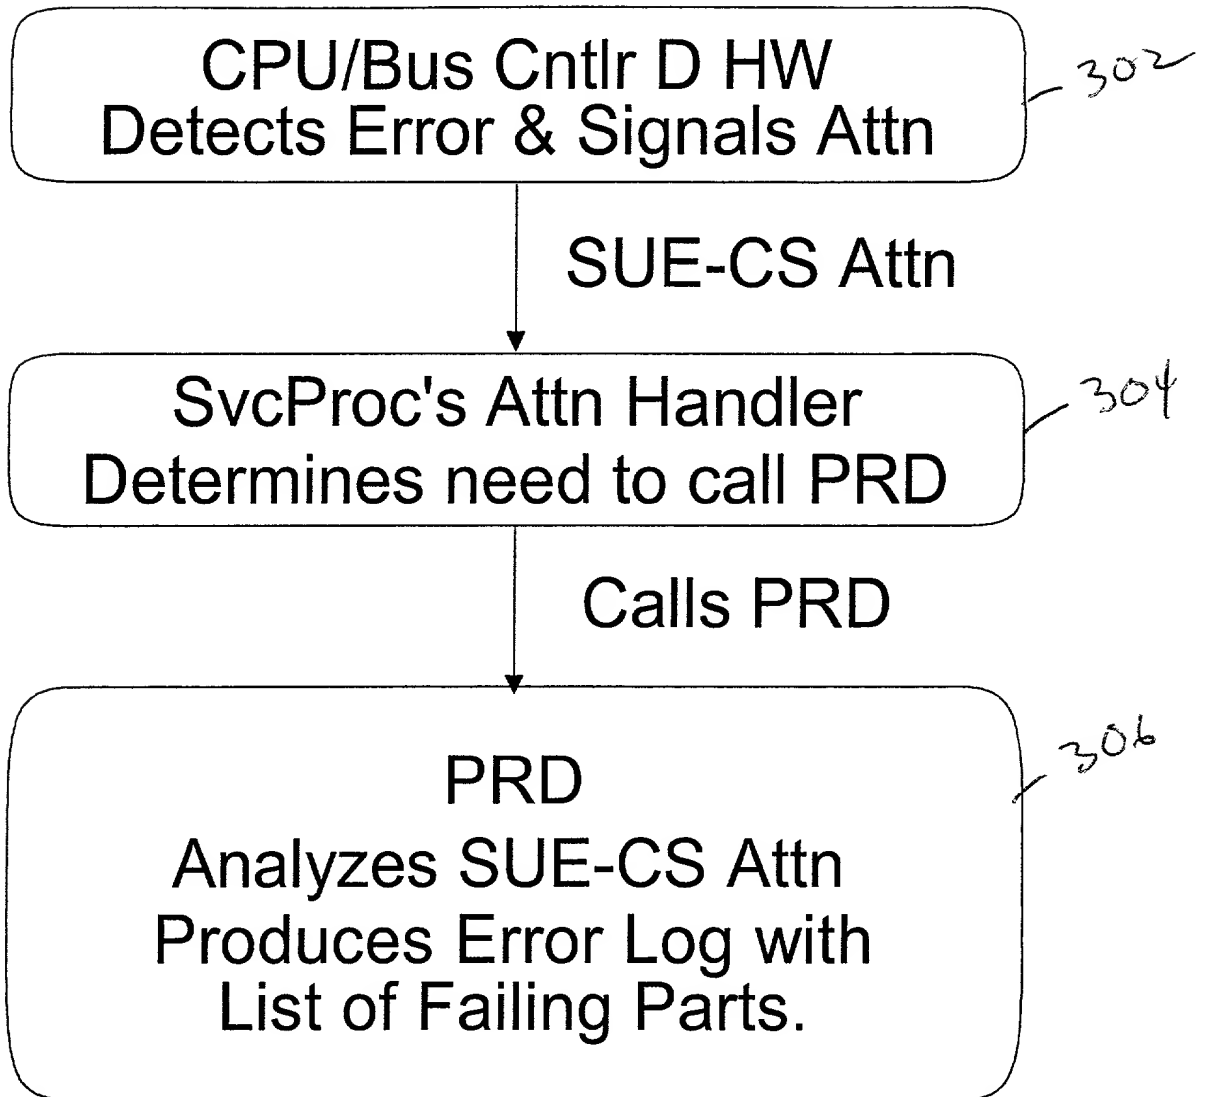 CPU/Bus Cntlr D HW
Detects Error & Signals Attn
302
SUE-CS Attn
SvcProc's Attn Handler
Determines need to call PRD
304
Calls PRD
PRD
306
Analyzes SUE-CS Attn
Produces Error Log with
List of Failing Parts.